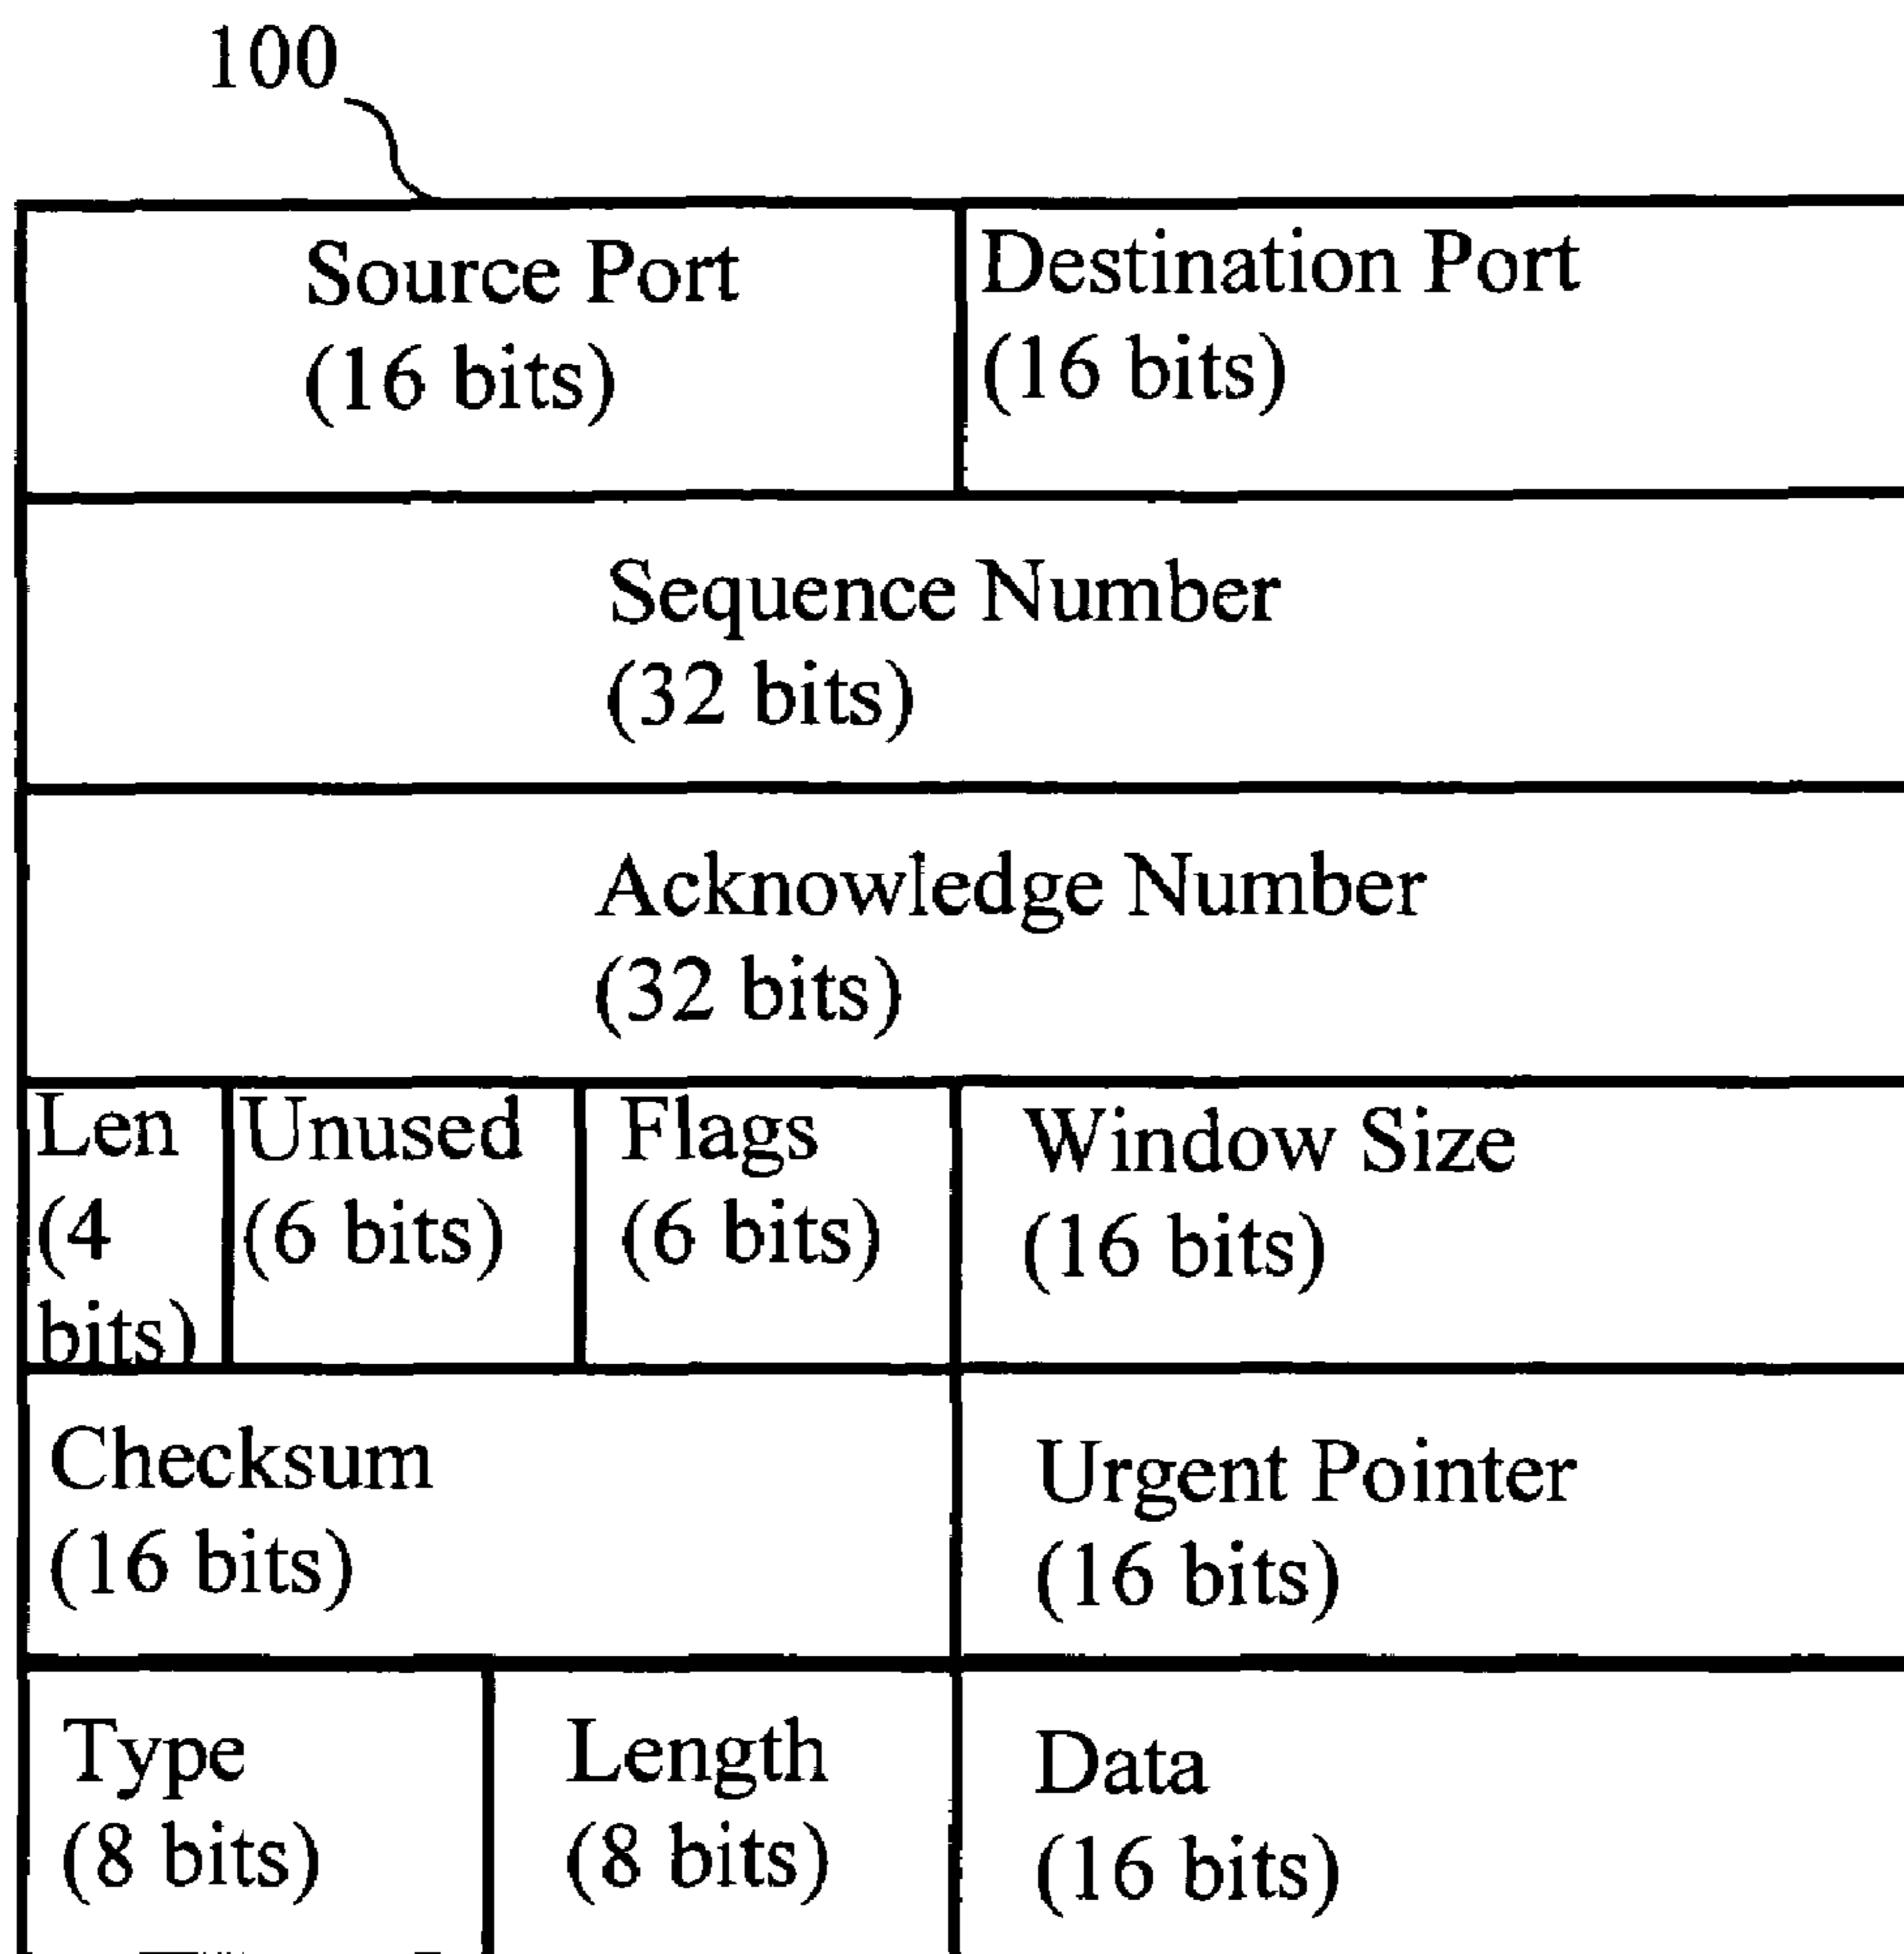 100
Source Port
(16 bits)
Destination Port
(16 bits)
Sequence Number
(32 bits)
Acknowledge Number
(32 bits)
Len
(4
bits)
Unused
(6 bits)
Flags
(6 bits)
Window Size
(16 bits)
Checksum
(16 bits)
Urgent Pointer
(16 bits)
Type
(8 bits)
Length
(8 bits)
Data
(16 bits)